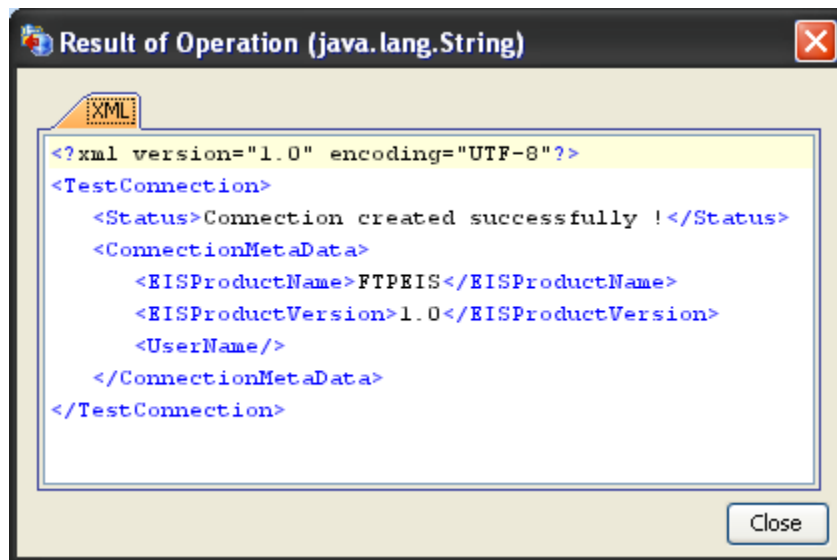 Result of Operation (java.lang.String)
XML
<?xml version="1.0" encoding="UTF-8"?>
<TestConnection>
<Status>Connection created successfully !</Status>
<ConnectionMetaData>
<EISProductName>FTPEIS</EISProductName>
<EISProductVersion>1.0</EISProductVersion>
<UserName/>
</ConnectionMetaData>
</TestConnection>
Close